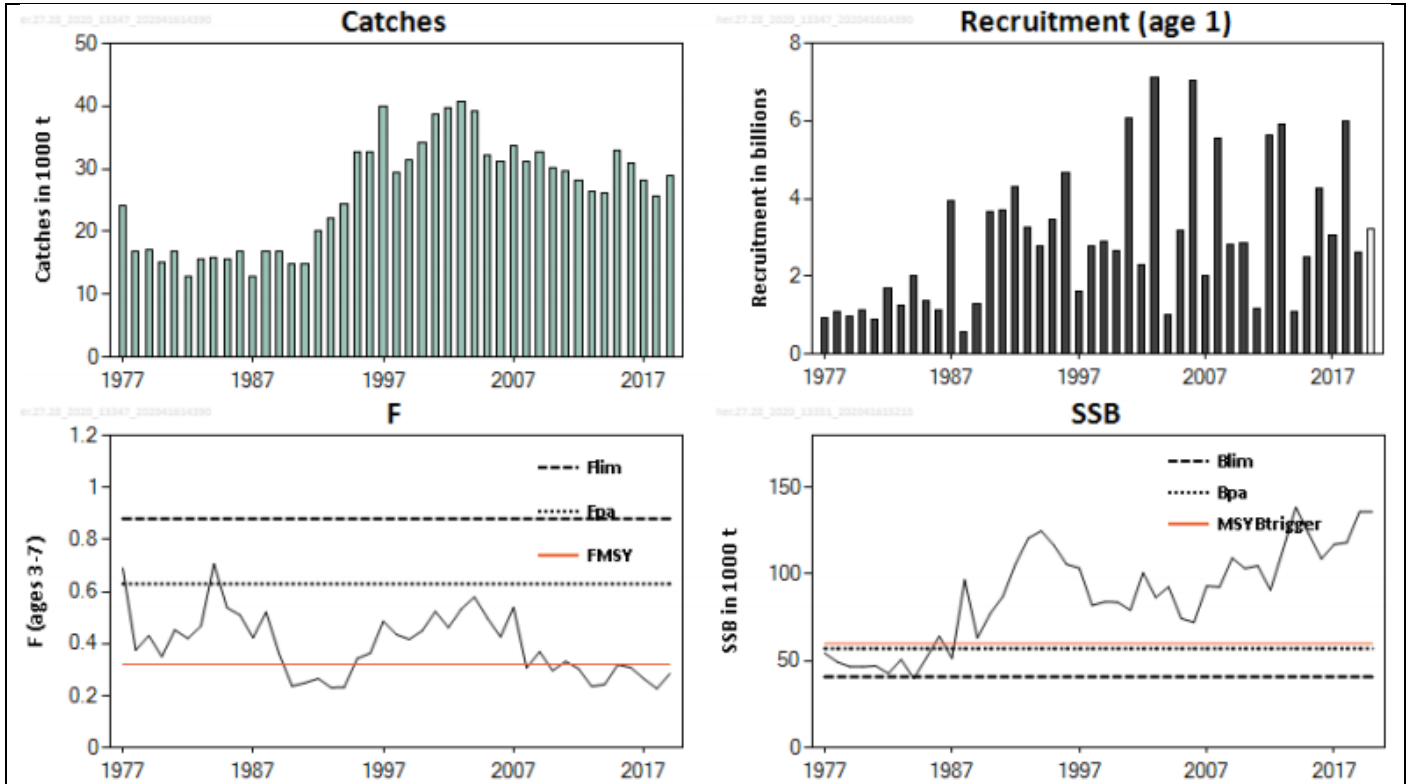 Catches
50
40
30
20
10
0
Catches in 1000 t
1977 1987 1997 2007 2017
Recruitment (age 1)
8
6
4
2
0
Recruitment in billions
1977 1987 1997 2007 2017
F
1.2
1
0.8
0.6
0.4
0.2
0
F (ages 3-7)
Flim
Fpa
FMSY
1977 1987 1997 2007 2017
SSB
150
100
50
0
SSB in 1000 t
Blim
Bpa
MSYBtrigger
1977 1987 1997 2007 2017